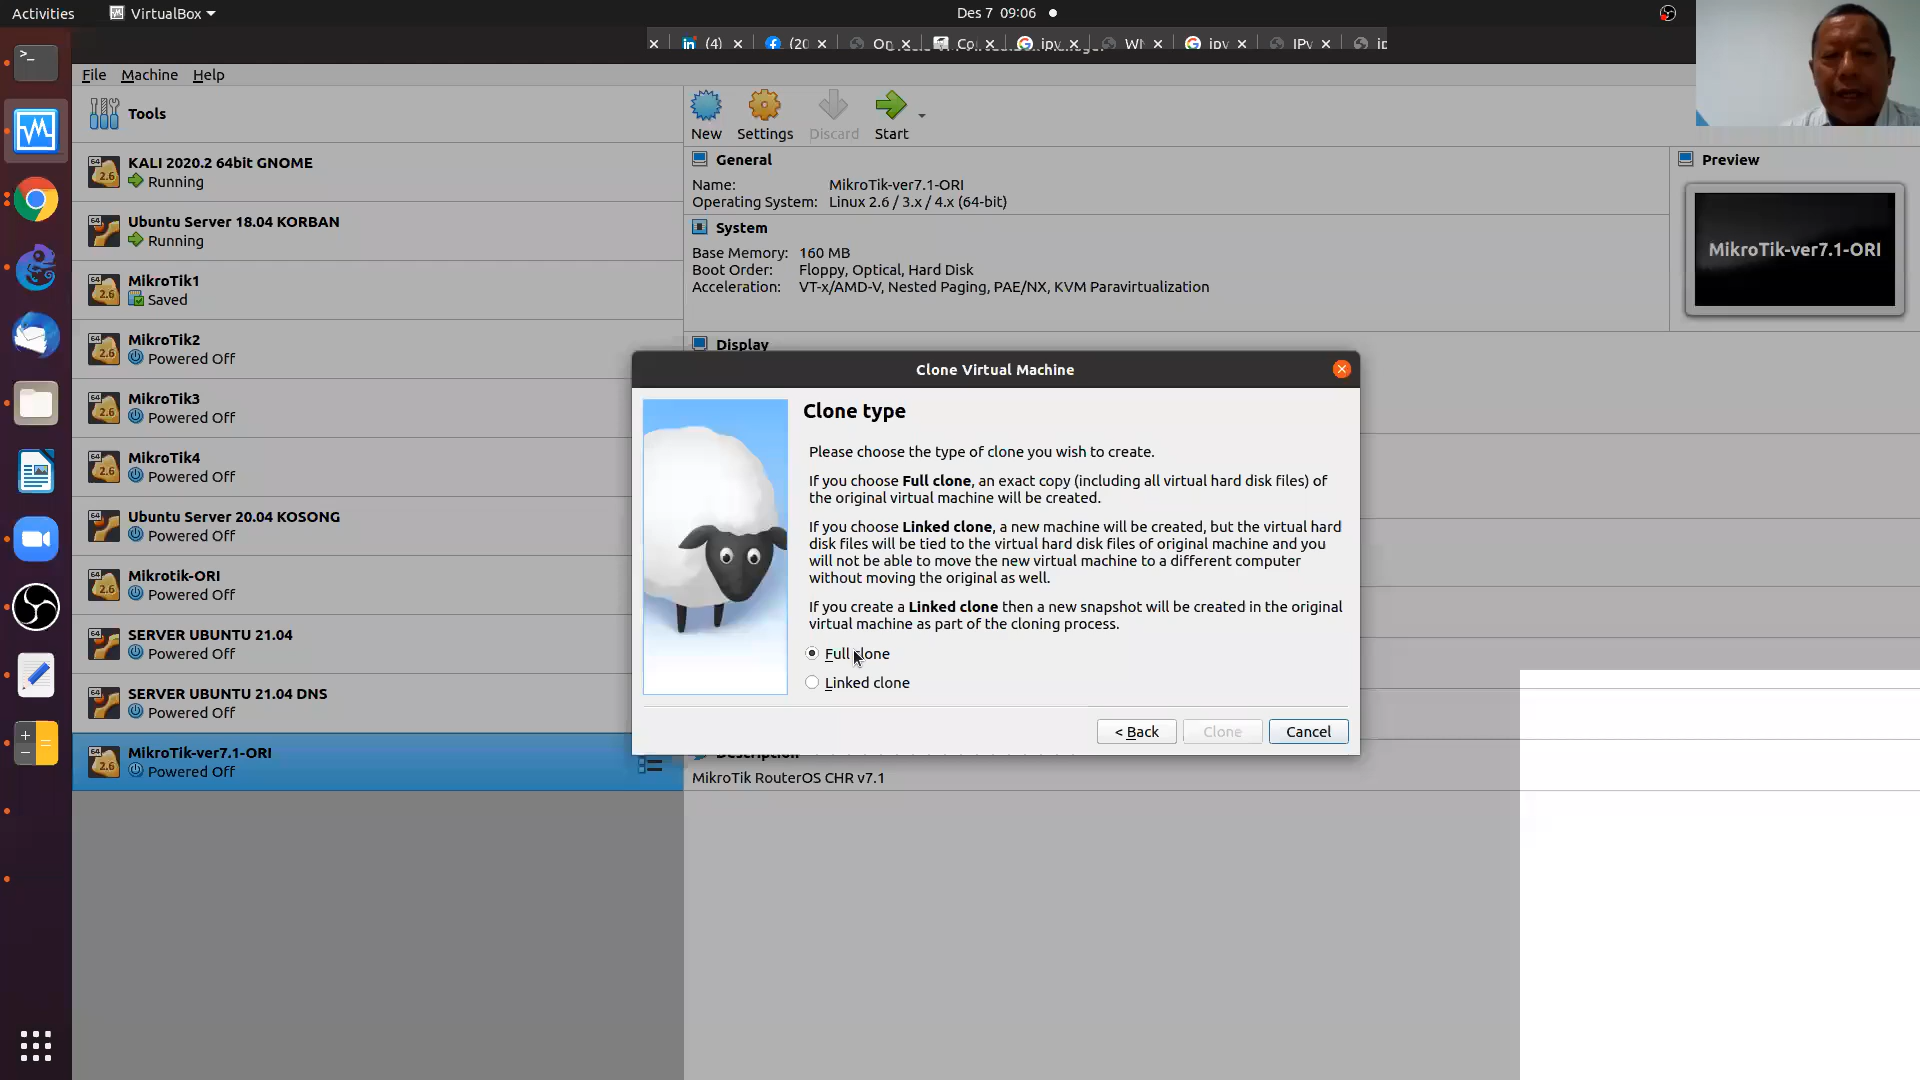 Activities
VirtualBox
Des 7 09:06
(4)
(20
On
Co
ipv
Wh
ipv
IPv
ip
File Machine Help
Tools
New Settings Discard Start
KALI 2020.2 64bit GNOME
Running
Ubuntu Server 18.04 KORBAN
Running
MikroTik1
Saved
MikroTik2
Powered Off
MikroTik3
Powered Off
MikroTik4
Powered Off
Ubuntu Server 20.04 KOSONG
Powered Off
Mikrotik-ORI
Powered Off
SERVER UBUNTU 21.04
Powered Off
SERVER UBUNTU 21.04 DNS
Powered Off
MikroTik-ver7.1-ORI
Powered Off
General
Name: MikroTik-ver7.1-ORI
Operating System: Linux 2.6 / 3.x / 4.x (64-bit)
System
Base Memory: 160 MB
Boot Order: Floppy, Optical, Hard Disk
Acceleration: VT-x/AMD-V, Nested Paging, PAE/NX, KVM Paravirtualization
Display
Preview
MikroTik-ver7.1-ORI
Clone Virtual Machine
Clone type
Please choose the type of clone you wish to create.
If you choose Full clone, an exact copy (including all virtual hard disk files) of
the original virtual machine will be created.
If you choose Linked clone, a new machine will be created, but the virtual hard
disk files will be tied to the virtual hard disk files of original machine and you
will not be able to move the new virtual machine to a different computer
without moving the original as well.
If you create a Linked clone then a new snapshot will be created in the original
virtual machine as part of the cloning process.
Full clone
Linked clone
< Back Clone Cancel
Description
MikroTik RouterOS CHR v7.1